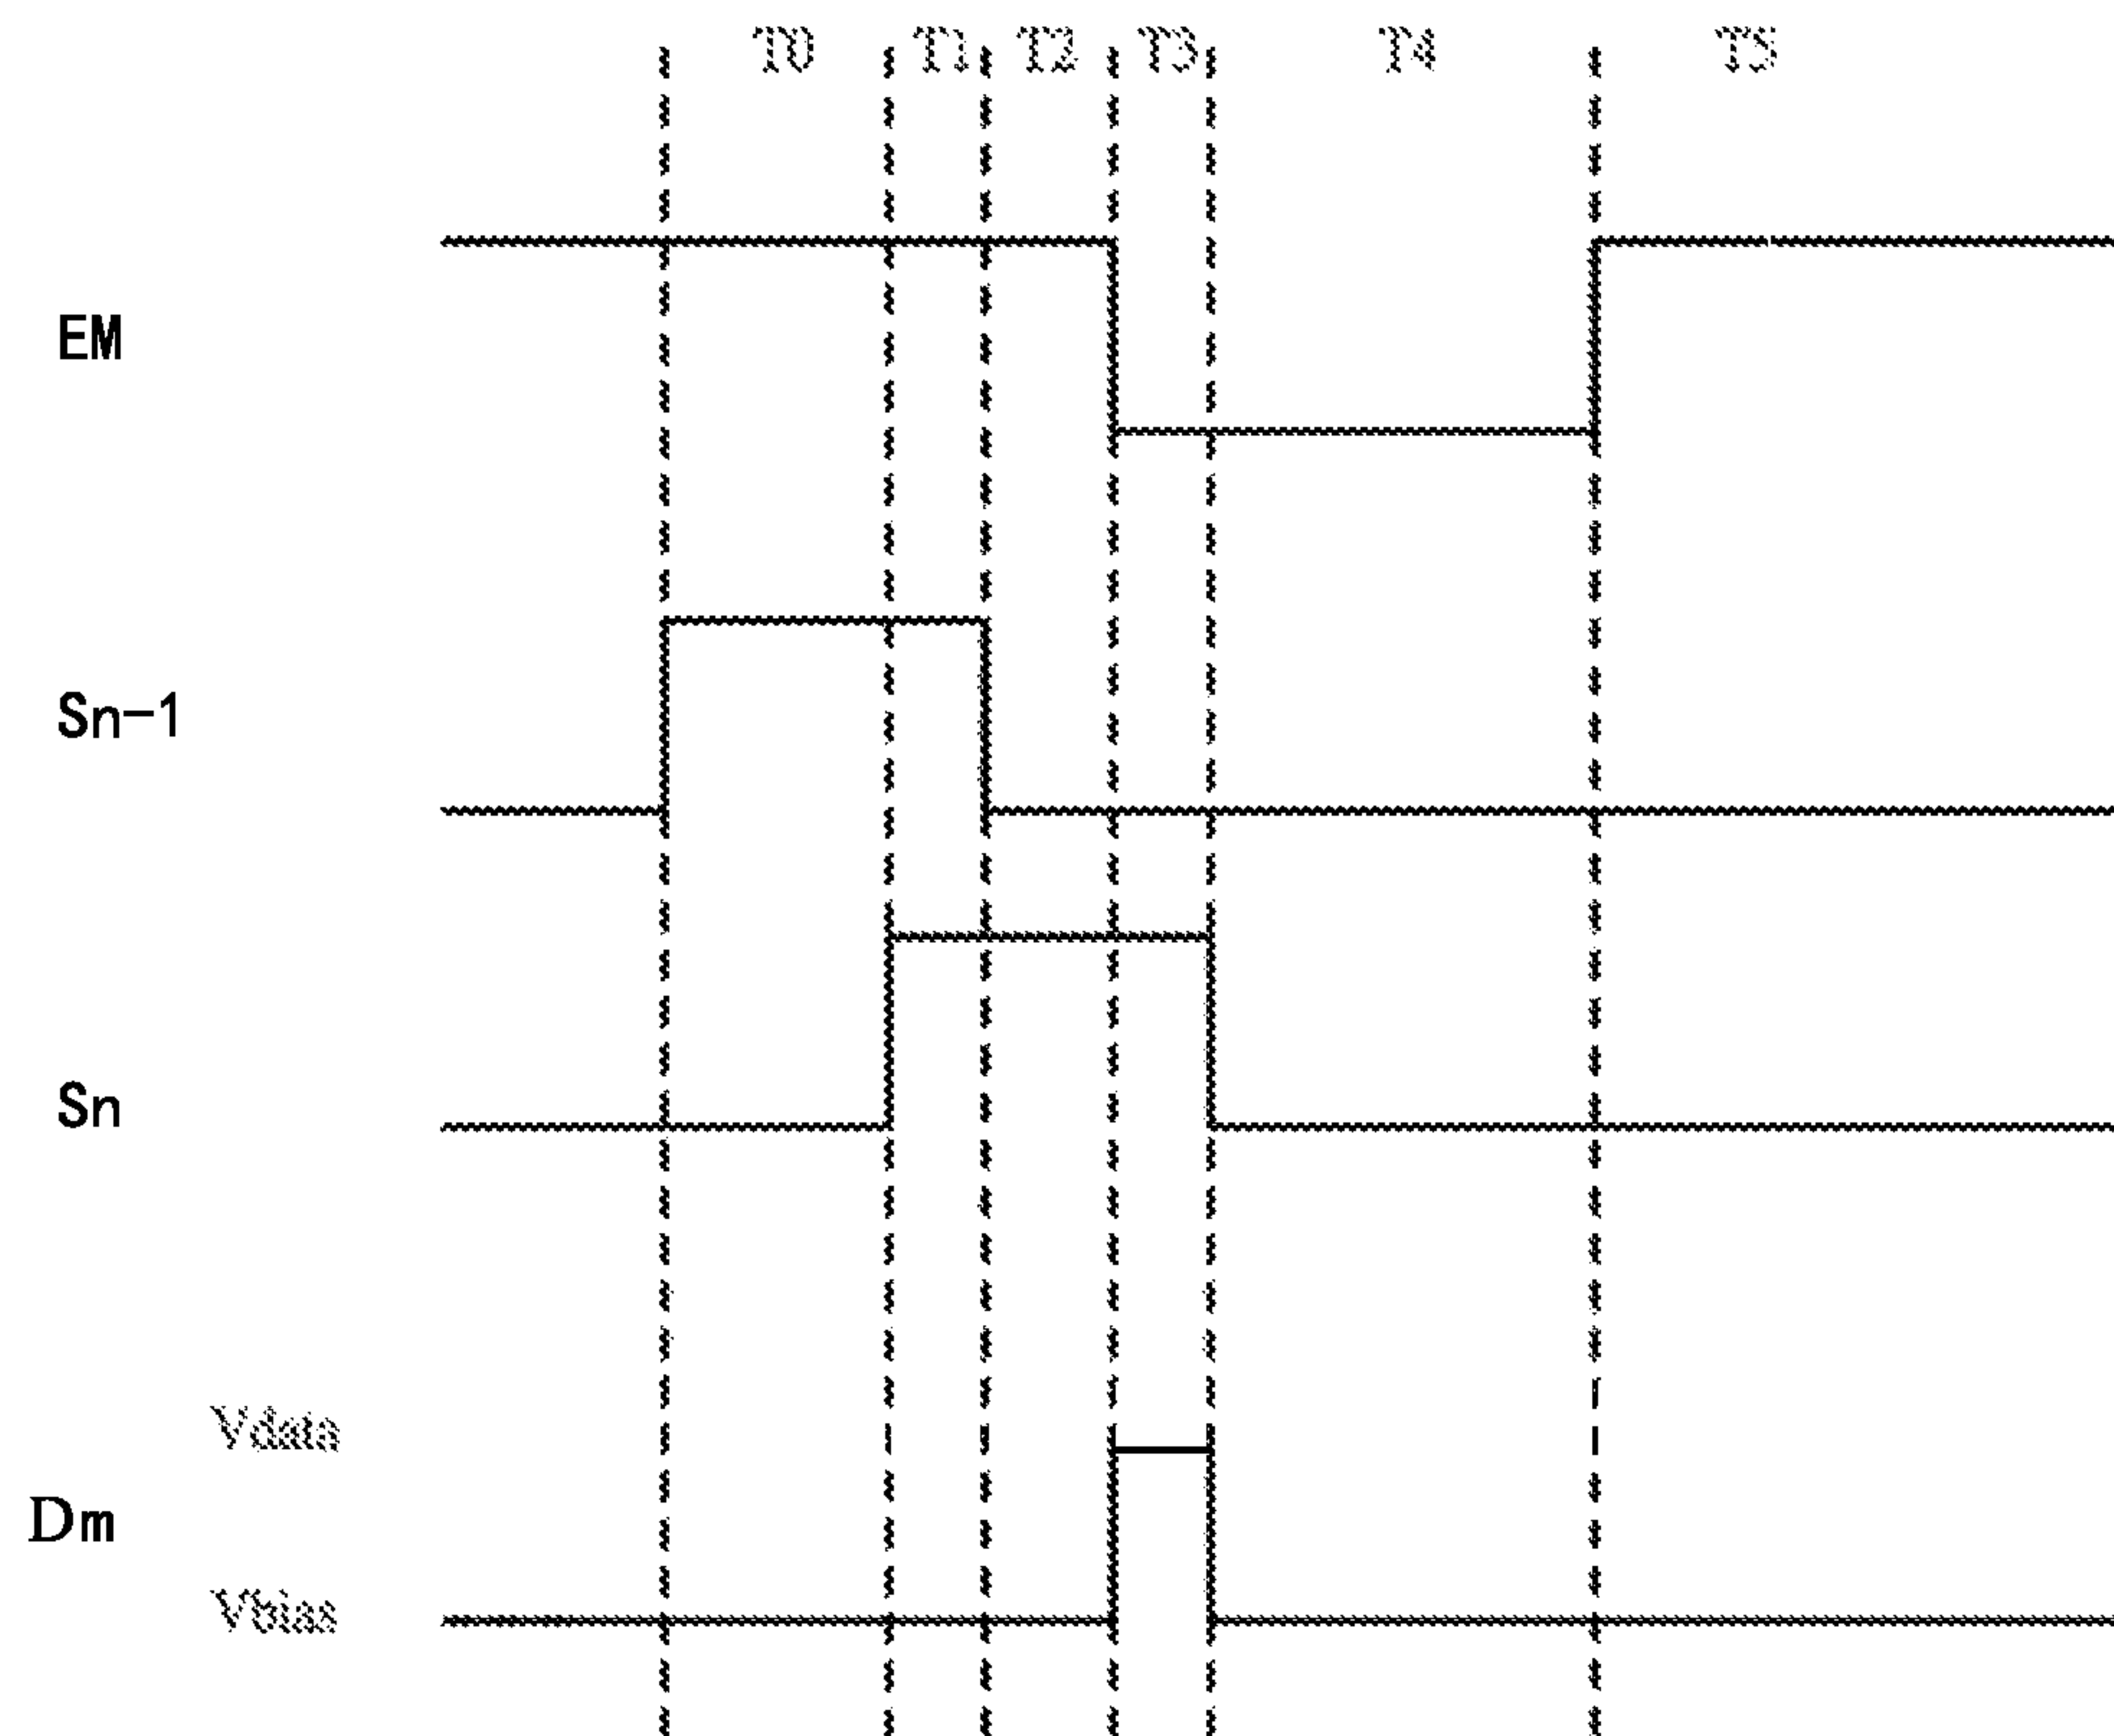 T0 T1 T2 T3 T4 T5
EM
Sn-1
Sn
Vdata
Dm
Vbias